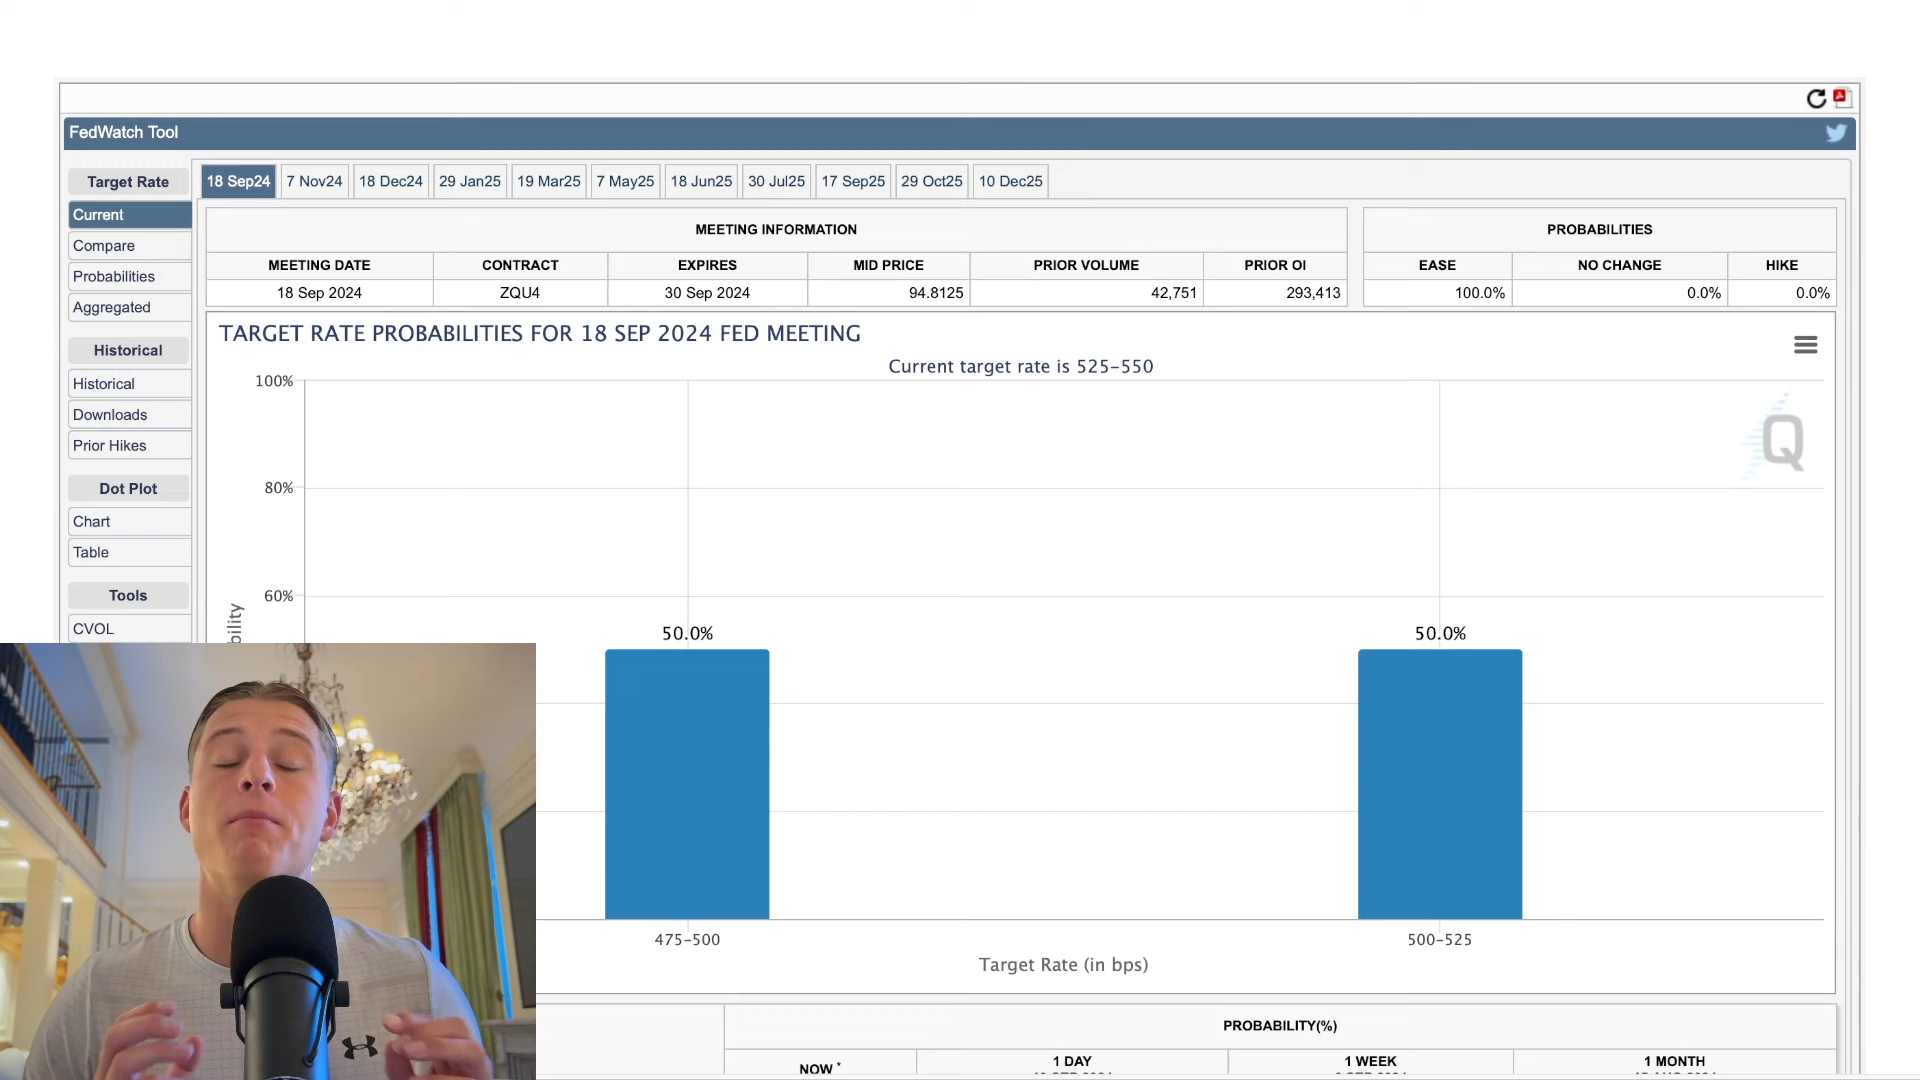 FedWatch Tool
Target Rate
Current
Compare
Probabilities
Aggregated
Historical
Historical
Downloads
Prior Hikes
Dot Plot
Chart
Table
Tools
CVOL
18 Sep24 7 Nov24 18 Dec24 29 Jan25 19 Mar25 7 May25 18 Jun25 30 Jul25 17 Sep25 29 Oct25 10 Dec25
MEETING INFORMATION
MEETING DATE CONTRACT EXPIRES MID PRICE PRIOR VOLUME PRIOR OI
18 Sep 2024 ZQU4 30 Sep 2024 94.8125 42,751 293,413
PROBABILITIES
EASE NO CHANGE HIKE
100.0% 0.0% 0.0%
TARGET RATE PROBABILITIES FOR 18 SEP 2024 FED MEETING
Current target rate is 525–550
100%
80%
60%
Q
50.0% 50.0%
475–500 500–525
Target Rate (in bps)
PROBABILITY(%)
NOW * 1 DAY 1 WEEK 1 MONTH